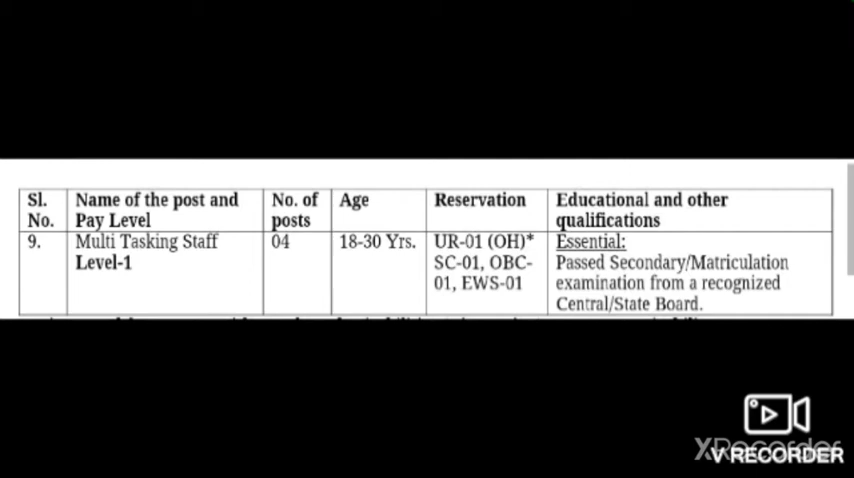 Sl. No. Name of the post and Pay Level No. of posts Age Reservation Educational and other qualifications
9. Multi Tasking Staff 04 18-30 Yrs. UR-01 (OH)* Essential:
Level-1 SC-01, OBC- Passed Secondary/Matriculation
01, EWS-01 examination from a recognized
Central/State Board.
XRecorder
V RECORDER